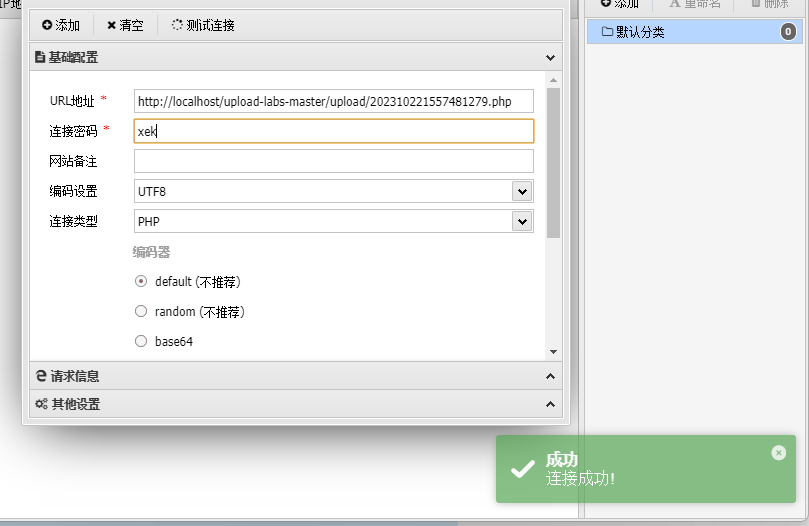 IP地
添加
重命名
删除
添加
清空
测试连接
默认分类
0
基础配置
URL地址 *
http://localhost/upload-labs-master/upload/202310221557481279.php
连接密码 *
xek
网站备注
编码设置
UTF8
连接类型
PHP
编码器
default (不推荐)
random (不推荐)
base64
请求信息
其他设置
成功
连接成功!